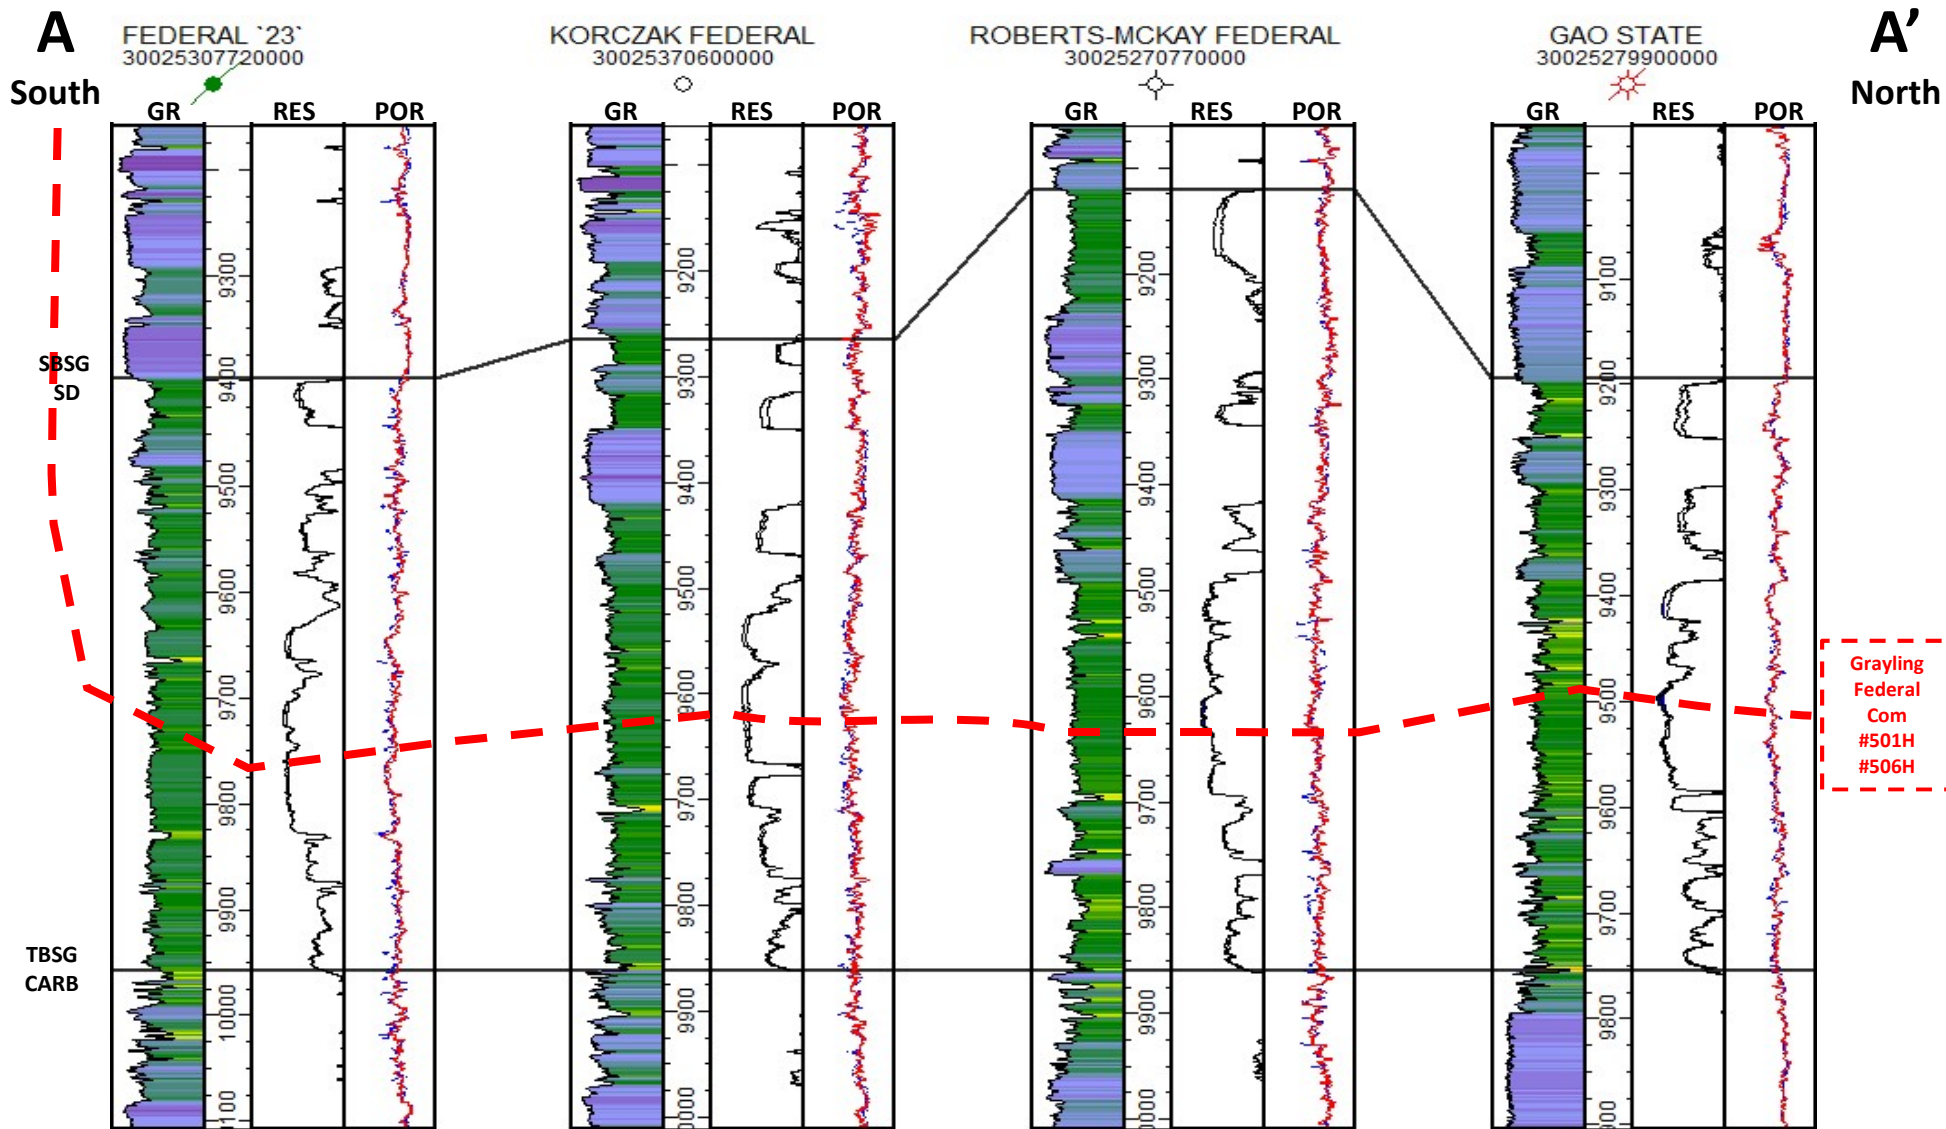 A
South
FEDERAL `23`
30025307720000
KORCZAK FEDERAL
30025370600000
ROBERTS-MCKAY FEDERAL
30025270770000
GAO STATE
30025279900000
A'
North
GR RES POR
GR RES POR
GR RES POR
GR RES POR
SBSG
SD
TBSG
CARB
9300
9400
9500
9600
9700
9800
9900
10000
9200
9300
9400
9500
9600
9700
9800
9900
9200
9300
9400
9500
9600
9700
9800
9900
9100
9200
9300
9400
9500
9600
9700
9800
Grayling
Federal
Com
#501H
#506H